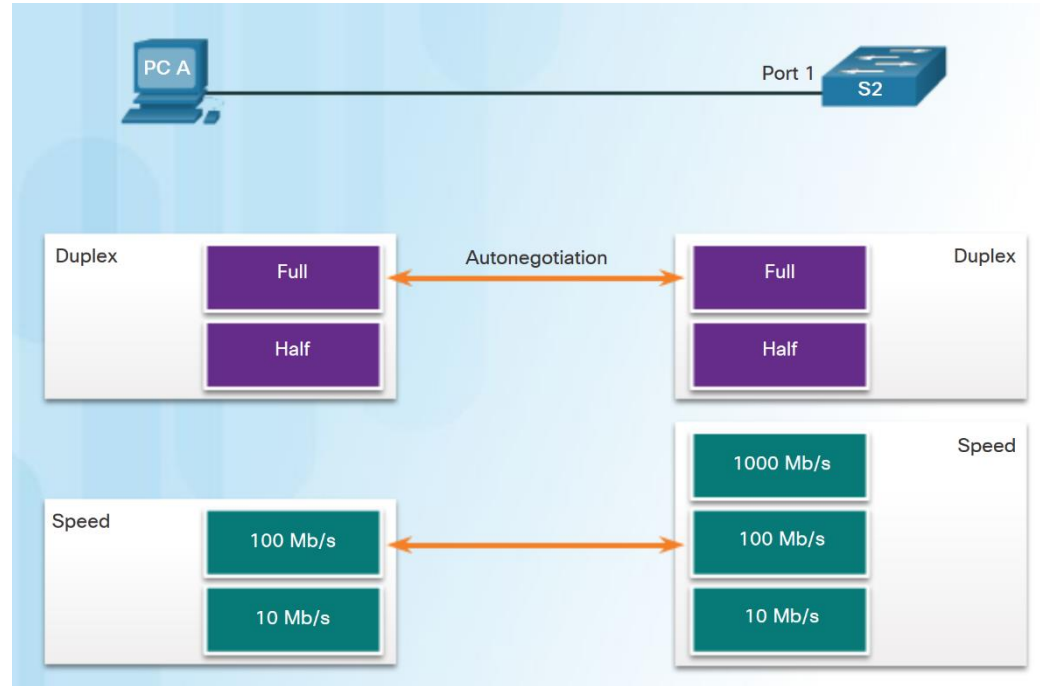 PC A
Port 1
S2
Duplex
Full
Half
Autonegotiation
Full
Half
Duplex
Speed
100 Mb/s
10 Mb/s
1000 Mb/s
100 Mb/s
10 Mb/s
Speed